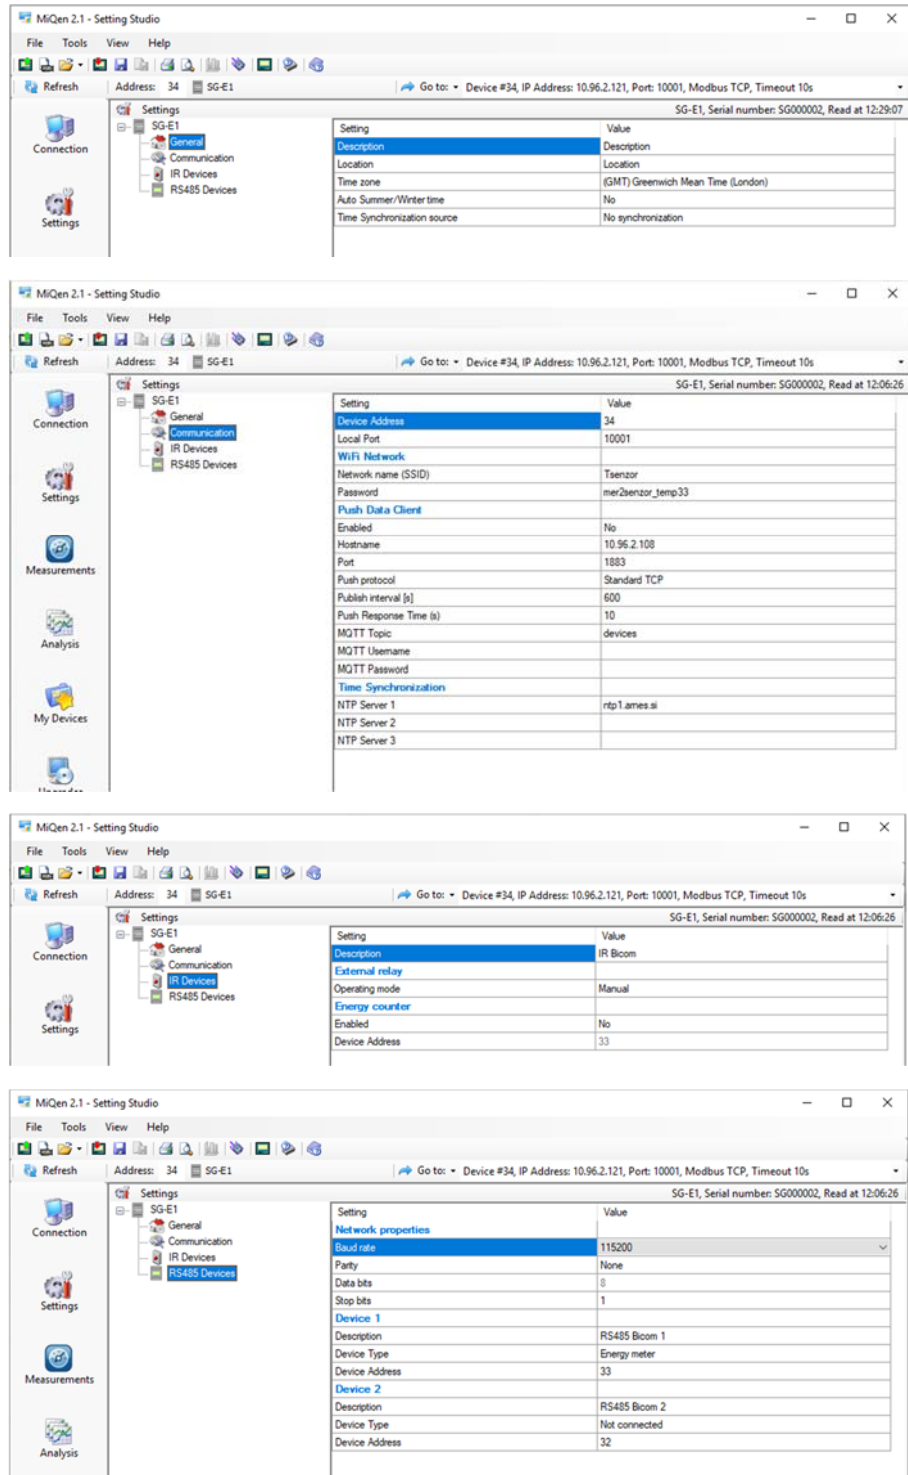 MiQen 2.1 - Setting Studio
File Tools View Help
Refresh Address: 34 SG-E1 Go to: Device #34, IP Address: 10.96.2.121, Port: 10001, Modbus TCP, Timeout 10s
Settings SG-E1, Serial number: SG000002, Read at 12:29:07
Connection
Settings
SG-E1
General
Communication
IR Devices
RS485 Devices
Setting Value
Description Description
Location Location
Time zone (GMT) Greenwich Mean Time (London)
Auto Summer/Winter time No
Time Synchronization source No synchronization
MiQen 2.1 - Setting Studio
File Tools View Help
Refresh Address: 34 SG-E1 Go to: Device #34, IP Address: 10.96.2.121, Port: 10001, Modbus TCP, Timeout 10s
Settings SG-E1, Serial number: SG000002, Read at 12:06:26
Connection
Settings
Measurements
Analysis
My Devices
SG-E1
General
Communication
IR Devices
RS485 Devices
Setting Value
Device Address 34
Local Port 10001
WiFi Network
Network name (SSID) Tsenzor
Password mer2senzor_temp33
Push Data Client
Enabled No
Hostname 10.96.2.108
Port 1883
Push protocol Standard TCP
Publish interval [s] 600
Push Response Time (s) 10
MQTT Topic devices
MQTT Username
MQTT Password
Time Synchronization
NTP Server 1 ntp1.arnes.si
NTP Server 2
NTP Server 3
MiQen 2.1 - Setting Studio
File Tools View Help
Refresh Address: 34 SG-E1 Go to: Device #34, IP Address: 10.96.2.121, Port: 10001, Modbus TCP, Timeout 10s
Settings SG-E1, Serial number: SG000002, Read at 12:06:26
Connection
Settings
SG-E1
General
Communication
IR Devices
RS485 Devices
Setting Value
Description IR Bicom
External relay
Operating mode Manual
Energy counter
Enabled No
Device Address 33
MiQen 2.1 - Setting Studio
File Tools View Help
Refresh Address: 34 SG-E1 Go to: Device #34, IP Address: 10.96.2.121, Port: 10001, Modbus TCP, Timeout 10s
Settings SG-E1, Serial number: SG000002, Read at 12:06:26
Connection
Settings
Measurements
Analysis
SG-E1
General
Communication
IR Devices
RS485 Devices
Setting Value
Network properties
Baud rate 115200
Parity None
Data bits 8
Stop bits 1
Device 1
Description RS485 Bicom 1
Device Type Energy meter
Device Address 33
Device 2
Description RS485 Bicom 2
Device Type Not connected
Device Address 32